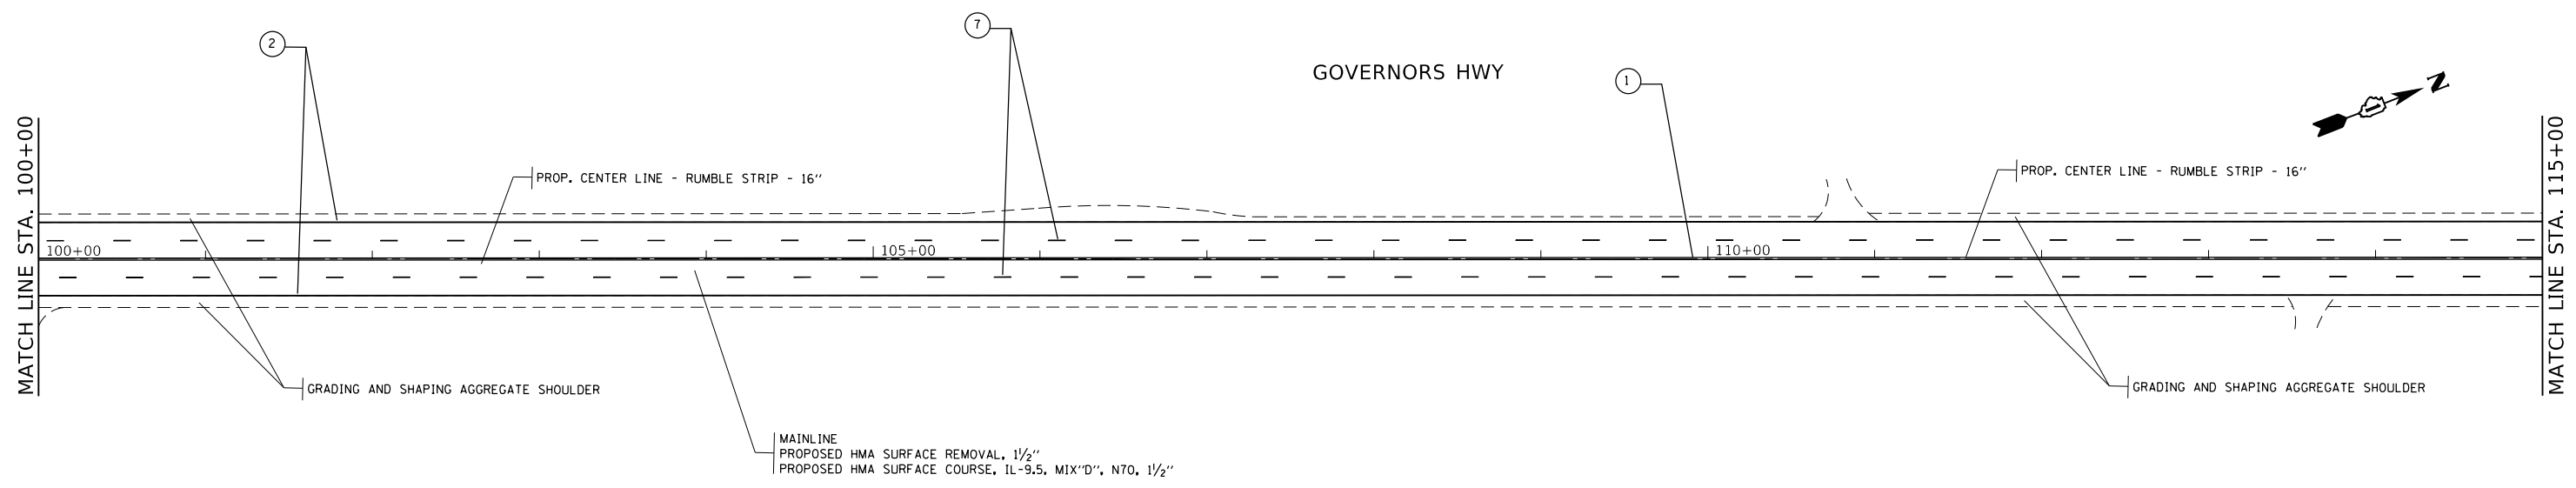 2
7
GOVERNORS HWY
1
N
MATCH LINE STA. 100+00
MATCH LINE STA. 115+00
PROP. CENTER LINE - RUMBLE STRIP - 16"
PROP. CENTER LINE - RUMBLE STRIP - 16"
100+00
105+00
110+00
GRADING AND SHAPING AGGREGATE SHOULDER
GRADING AND SHAPING AGGREGATE SHOULDER
MAINLINE
PROPOSED HMA SURFACE REMOVAL, 1½"
PROPOSED HMA SURFACE COURSE, IL-9.5, MIX"D", N70, 1½"